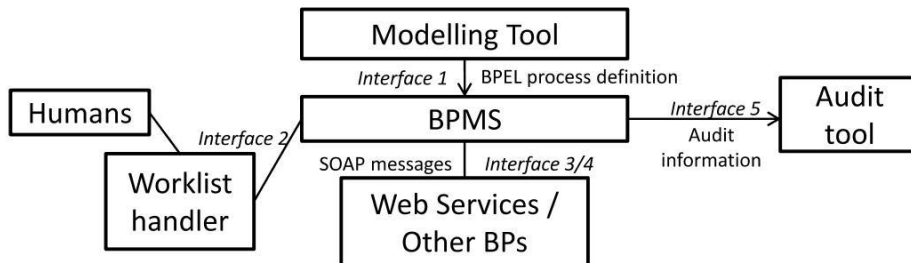 Modelling Tool
Interface 1
BPEL process definition
Humans
Interface 2
BPMS
Interface 5
Audit
information
Audit
tool
Worklist
handler
SOAP messages
Interface 3/4
Web Services /
Other BPs